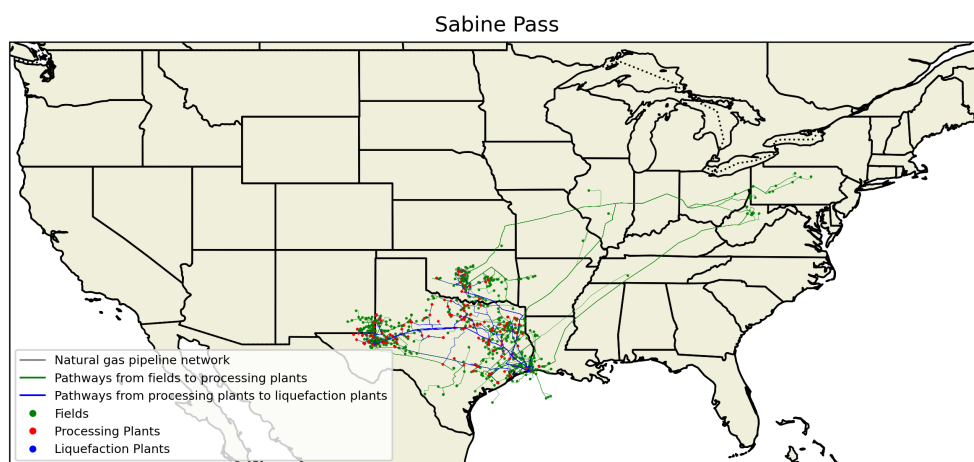 Sabine Pass
Natural gas pipeline network
Pathways from fields to processing plants
Pathways from processing plants to liquefaction plants
Fields
Processing Plants
Liquefaction Plants